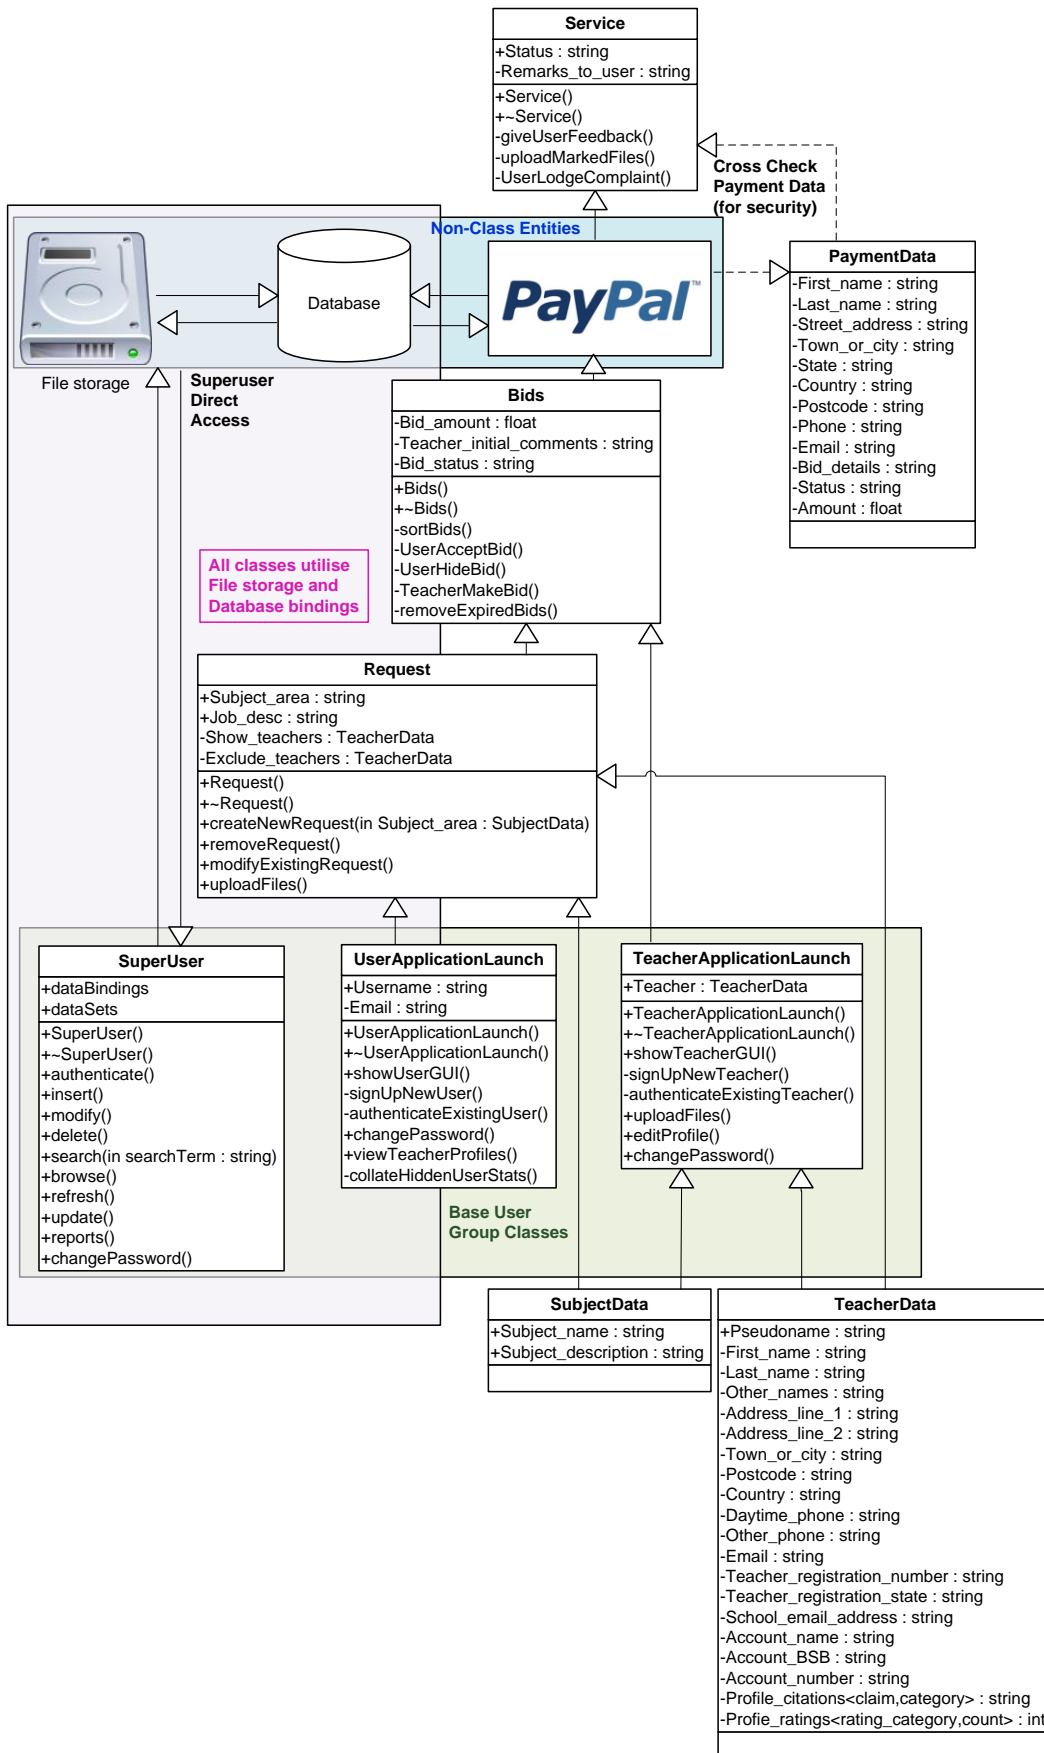 Service
+Status : string
-Remarks_to_user : string
+Service()
+~Service()
-giveUserFeedback()
-uploadMarkedFiles()
-UserLodgeComplaint()
Cross Check
Payment Data
(for security)
Non-Class Entities
Database
PayPal™
File storage
Superuser
Direct
Access
PaymentData
-First_name : string
-Last_name : string
-Street_address : string
-Town_or_city : string
-State : string
-Country : string
-Postcode : string
-Phone : string
-Email : string
-Bid_details : string
-Status : string
-Amount : float
Bids
-Bid_amount : float
-Teacher_initial_comments : string
-Bid_status : string
+Bids()
+~Bids()
-sortBids()
-UserAcceptBid()
-UserHideBid()
-TeacherMakeBid()
-removeExpiredBids()
All classes utilise
File storage and
Database bindings
Request
+Subject_area : string
+Job_desc : string
-Show_teachers : TeacherData
-Exclude_teachers : TeacherData
+Request()
+~Request()
+createNewRequest(in Subject_area : SubjectData)
+removeRequest()
+modifyExistingRequest()
+uploadFiles()
SuperUser
+dataBindings
+dataSets
+SuperUser()
+~SuperUser()
+authenticate()
+insert()
+modify()
+delete()
+search(in searchTerm : string)
+browse()
+refresh()
+update()
+reports()
+changePassword()
UserApplicationLaunch
+Username : string
-Email : string
+UserApplicationLaunch()
+~UserApplicationLaunch()
+showUserGUI()
-signUpNewUser()
-authenticateExistingUser()
+changePassword()
+viewTeacherProfiles()
-collateHiddenUserStats()
TeacherApplicationLaunch
+Teacher : TeacherData
+TeacherApplicationLaunch()
+~TeacherApplicationLaunch()
+showTeacherGUI()
-signUpNewTeacher()
-authenticateExistingTeacher()
+uploadFiles()
+editProfile()
+changePassword()
Base User
Group Classes
SubjectData
+Subject_name : string
+Subject_description : string
TeacherData
+Pseudoname : string
-First_name : string
-Last_name : string
-Other_names : string
-Address_line_1 : string
-Address_line_2 : string
-Town_or_city : string
-Postcode : string
-Country : string
-Daytime_phone : string
-Other_phone : string
-Email : string
-Teacher_registration_number : string
-Teacher_registration_state : string
-School_email_address : string
-Account_name : string
-Account_BSB : string
-Account_number : string
-Profile_citations<claim,category> : string
-Profie_ratings<rating_category,count> : int